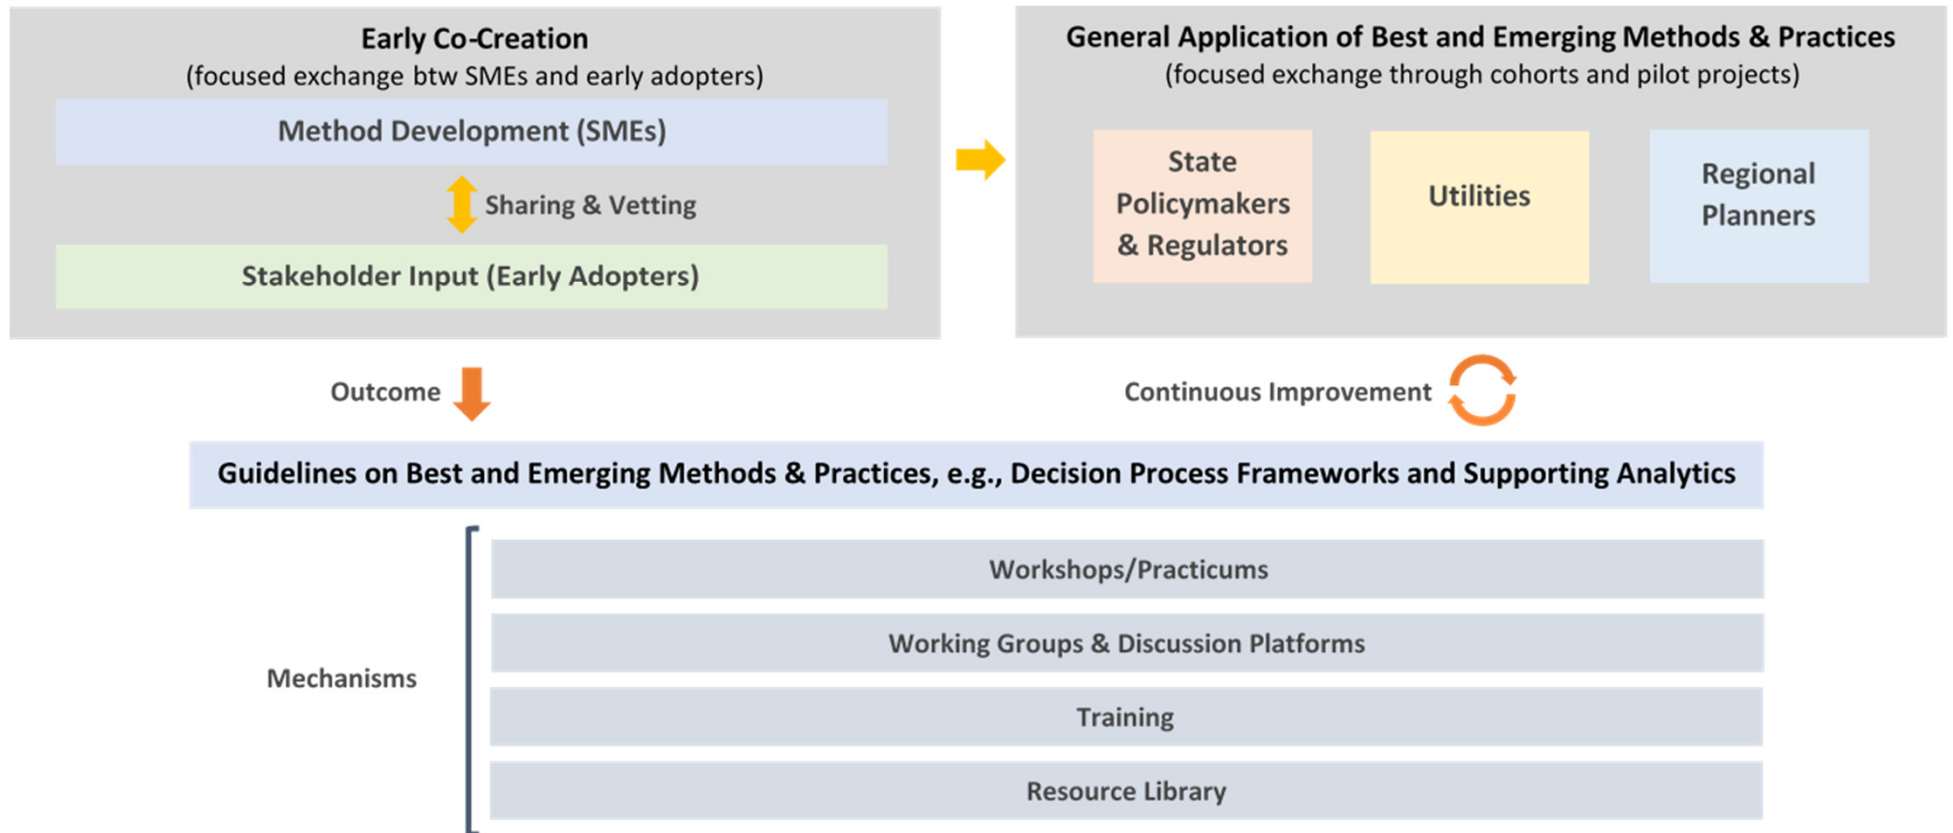 Early Co-Creation
(focused exchange btw SMEs and early adopters)
Method Development (SMEs)
Sharing & Vetting
Stakeholder Input (Early Adopters)
General Application of Best and Emerging Methods & Practices
(focused exchange through cohorts and pilot projects)
State
Policymakers
& Regulators
Utilities
Regional
Planners
Outcome
Continuous Improvement
Guidelines on Best and Emerging Methods & Practices, e.g., Decision Process Frameworks and Supporting Analytics
Mechanisms
Workshops/Practicums
Working Groups & Discussion Platforms
Training
Resource Library